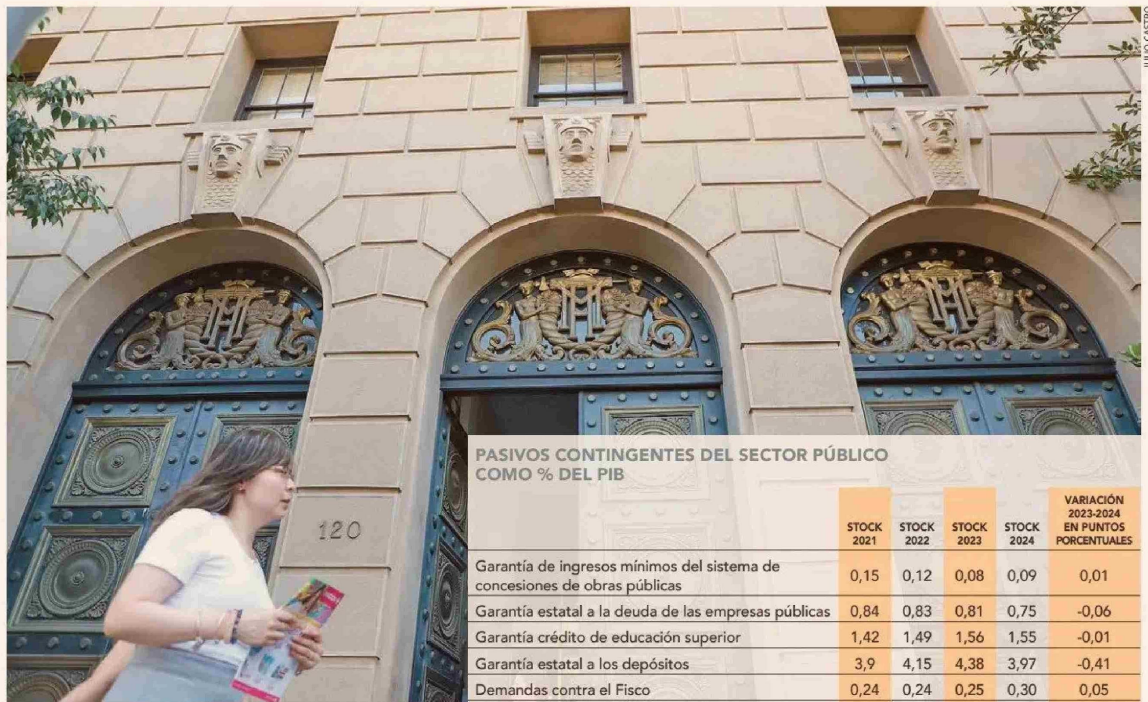 JULIO CASTRO
120
PASIVOS CONTINGENTES DEL SECTOR PÚBLICO
COMO % DEL PIB
STOCK 2021 STOCK 2022 STOCK 2023 STOCK 2024 VARIACIÓN 2023-2024 EN PUNTOS PORCENTUALES
Garantía de ingresos mínimos del sistema de
concesiones de obras públicas 0,15 0,12 0,08 0,09 0,01
Garantía estatal a la deuda de las empresas públicas 0,84 0,83 0,81 0,75 -0,06
Garantía crédito de educación superior 1,42 1,49 1,56 1,55 -0,01
Garantía estatal a los depósitos 3,9 4,15 4,38 3,97 -0,41
Demandas contra el Fisco 0,24 0,24 0,25 0,30 0,05